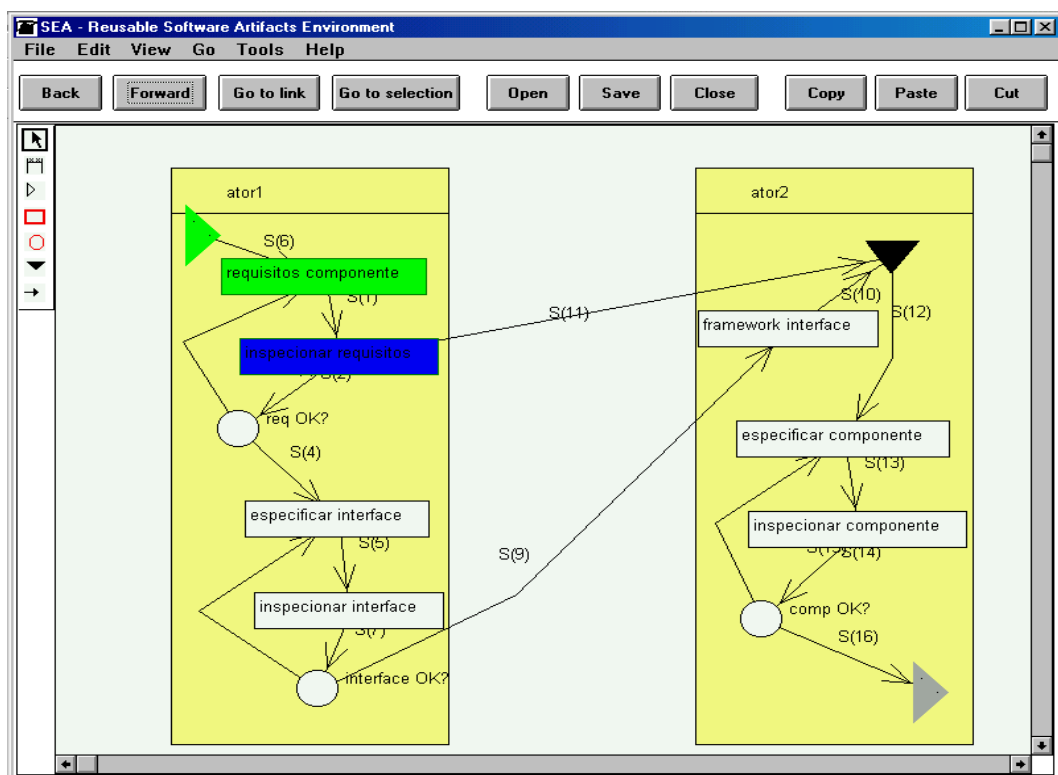 SEA - Reusable Software Artifacts Environment
File Edit View Go Tools Help
Back Forward Go to link Go to selection Open Save Close Copy Paste Cut
ator1
S(6)
requisitos componente
S(1)
inspecionar requisitos
S(2)
req OK?
S(4)
especificar interface
S(5)
inspecionar interface
S(7)
interface OK?
S(11)
S(9)
ator2
S(10)
framework interface
S(12)
especificar componente
S(13)
inspecionar componente
S(15)
S(14)
comp OK?
S(16)